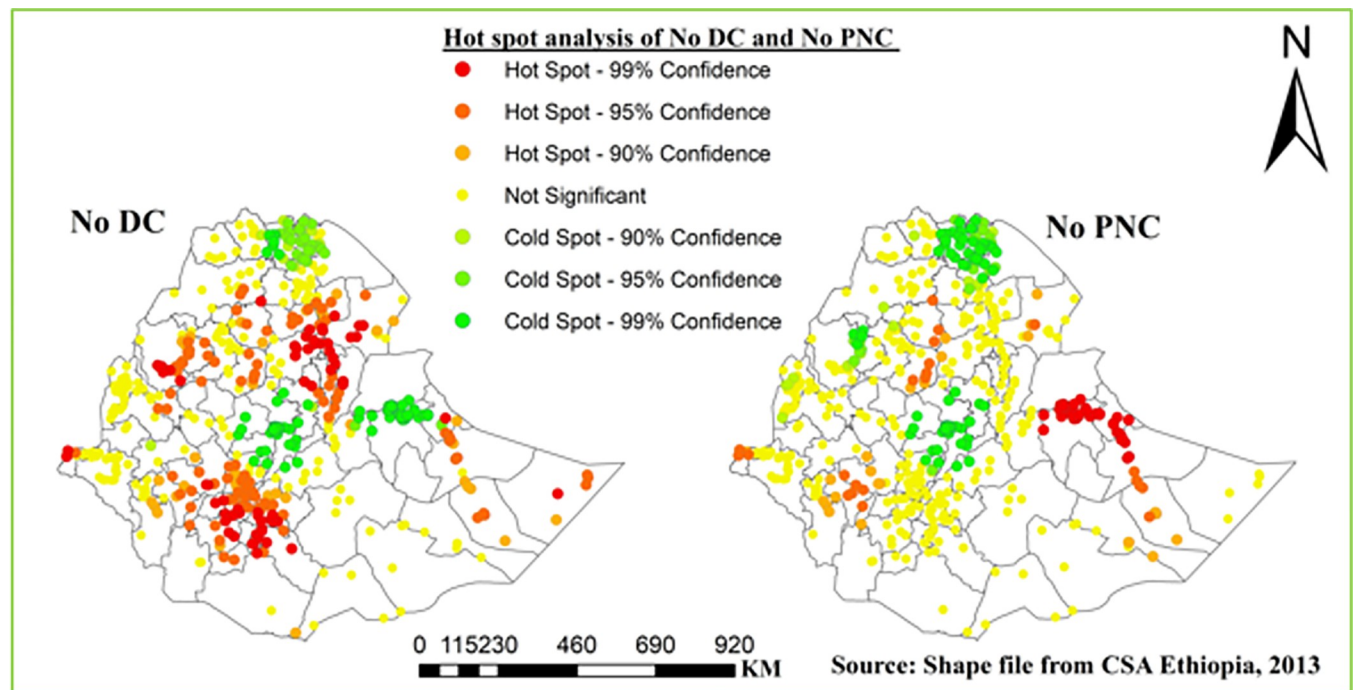 Hot spot analysis of No DC and No PNC
Hot Spot - 99% Confidence
Hot Spot - 95% Confidence
Hot Spot - 90% Confidence
Not Significant
Cold Spot - 90% Confidence
Cold Spot - 95% Confidence
Cold Spot - 99% Confidence
N
No DC
No PNC
0 115230 460 690 920
KM
Source: Shape file from CSA Ethiopia, 2013